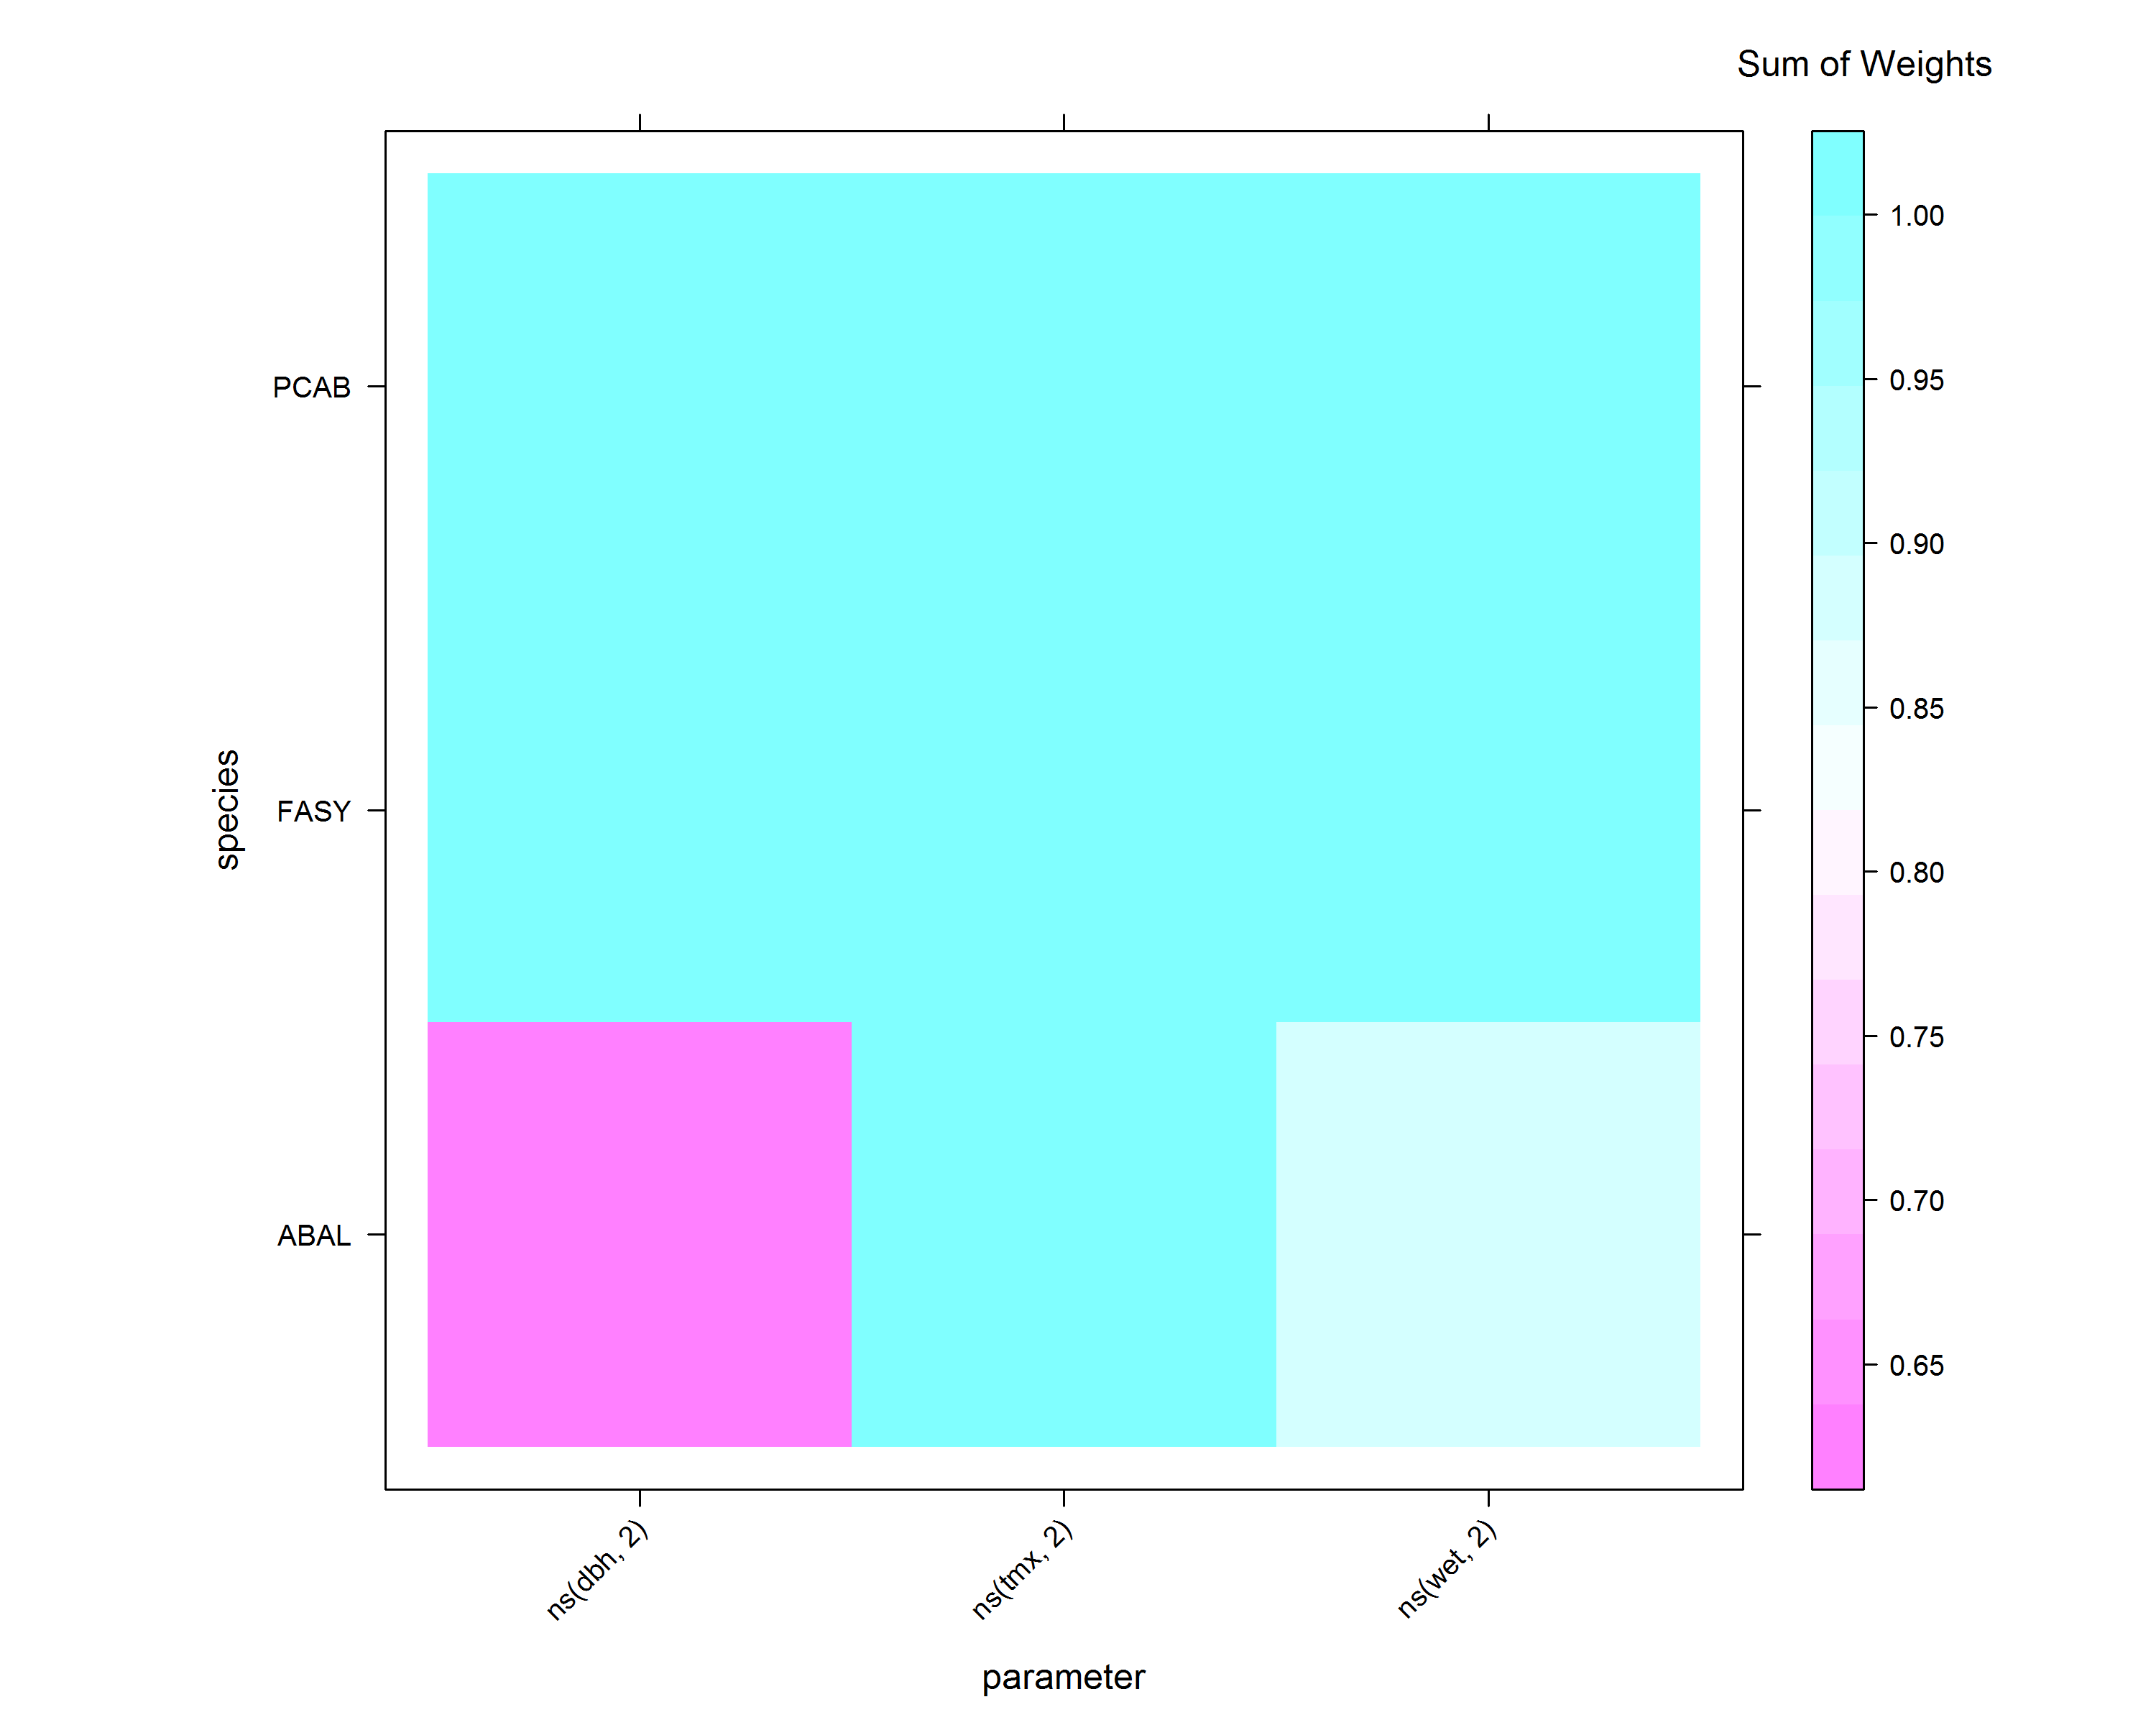 Sum of Weights
1.00
0.95
0.90
0.85
0.80
0.75
0.70
0.65
species
PCAB
FASY
ABAL
ns(dbh, 2)
ns(tmx, 2)
ns(wet, 2)
parameter